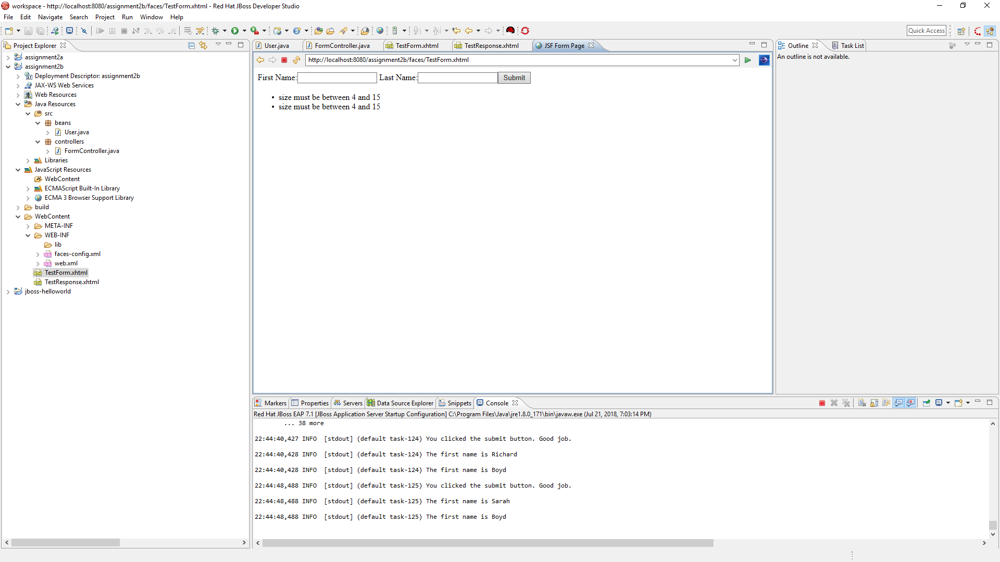 workspace - http://localhost:8080/assignment2b/faces/TestForm.xhtml - Red Hat JBoss Developer Studio
File Edit Navigate Search Project Run Window Help
Quick Access
Project Explorer
assignment2a
assignment2b
Deployment Descriptor: assignment2b
JAX-WS Web Services
Web Resources
Java Resources
src
beans
User.java
controllers
FormController.java
Libraries
JavaScript Resources
WebContent
ECMAScript Built-In Library
ECMA 3 Browser Support Library
build
WebContent
META-INF
WEB-INF
lib
faces-config.xml
web.xml
TestForm.xhtml
TestResponse.xhtml
jboss-helloworld
User.java FormController.java TestForm.xhtml TestResponse.xhtml JSF Form Page
http://localhost:8080/assignment2b/faces/TestForm.xhtml
First Name: Last Name: Submit
• size must be between 4 and 15
• size must be between 4 and 15
Outline Task List
An outline is not available.
Markers Properties Servers Data Source Explorer Snippets Console
Red Hat JBoss EAP 7.1 [JBoss Application Server Startup Configuration] C:\Program Files\Java\jre1.8.0_171\bin\javaw.exe (Jul 21, 2018, 7:03:14 PM)
... 38 more
22:44:40,427 INFO  [stdout] (default task-124) You clicked the submit button. Good job.
22:44:40,428 INFO  [stdout] (default task-124) The first name is Richard
22:44:40,428 INFO  [stdout] (default task-124) The first name is Boyd
22:44:48,488 INFO  [stdout] (default task-125) You clicked the submit button. Good job.
22:44:48,488 INFO  [stdout] (default task-125) The first name is Sarah
22:44:48,488 INFO  [stdout] (default task-125) The first name is Boyd